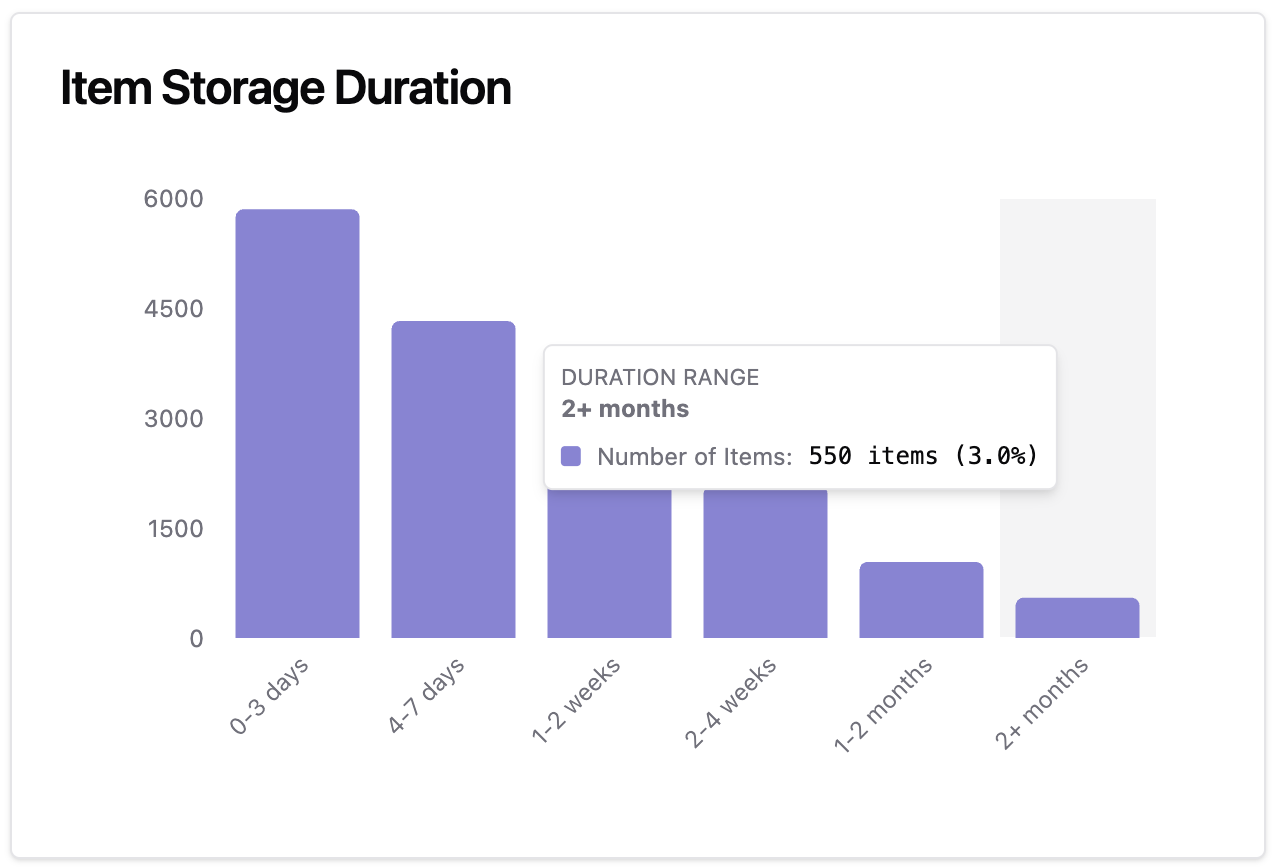 Item Storage Duration
6000
4500
3000
1500
0
DURATION RANGE
2+ months
Number of Items: 550 items (3.0%)
0-3 days
4-7 days
1-2 weeks
2-4 weeks
1-2 months
2+ months